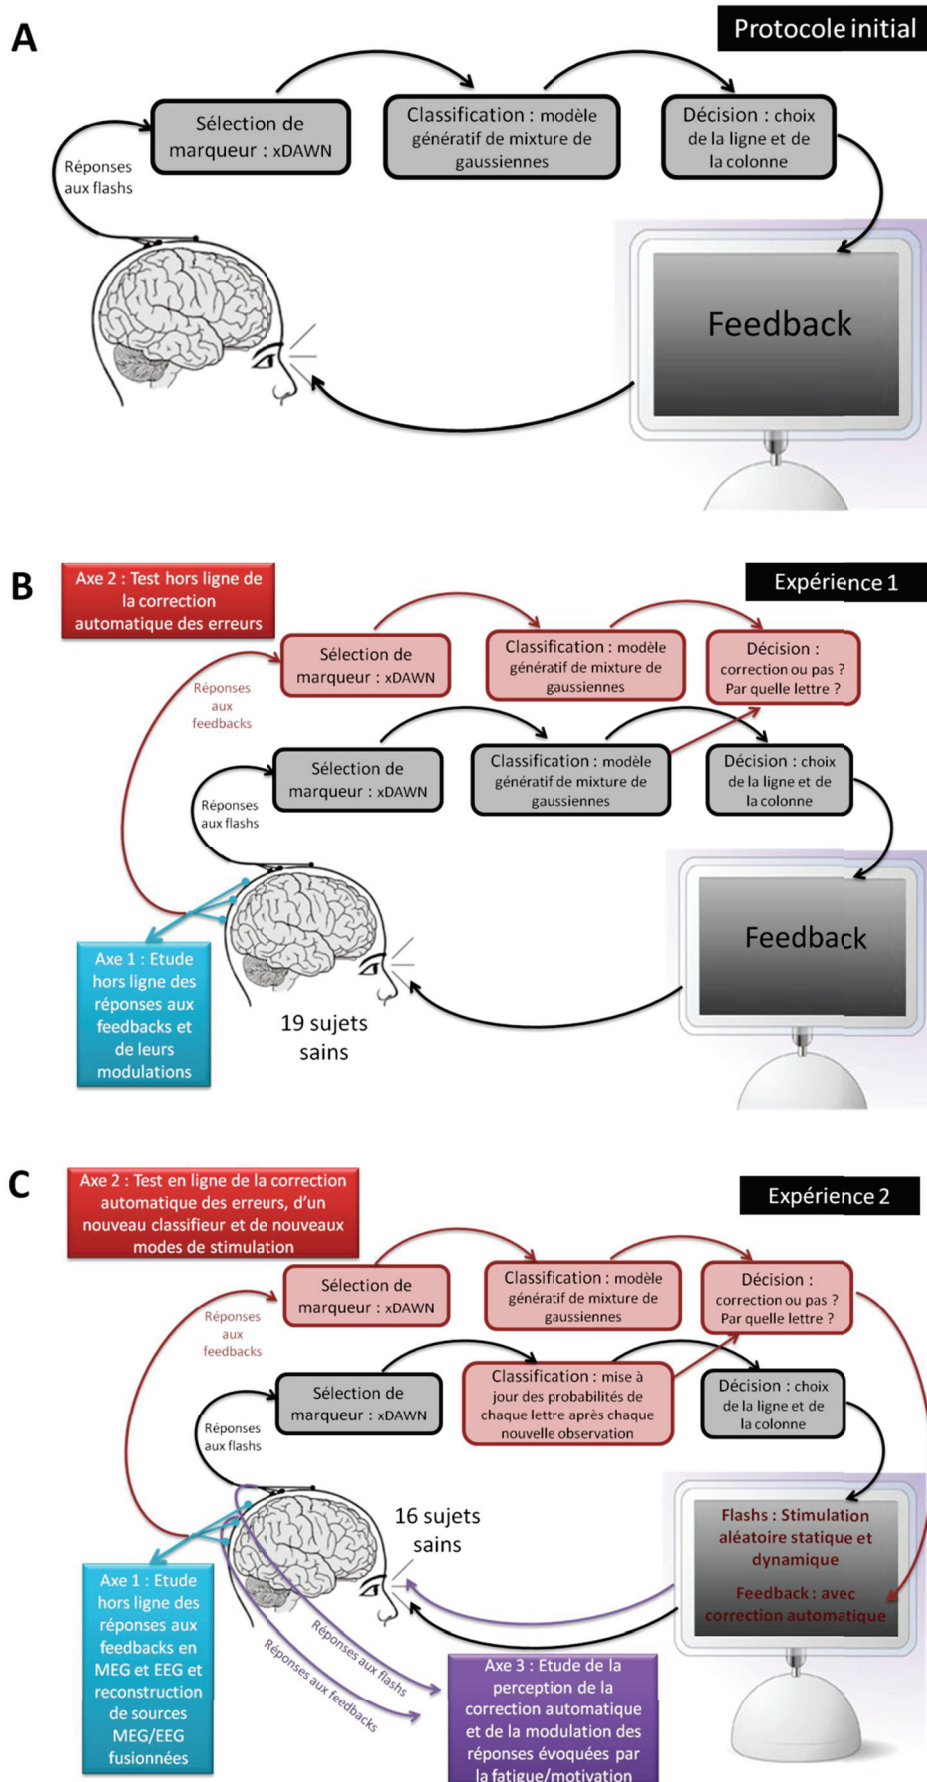 A
Protocole initial
Sélection de
marqueur : xDAWN
Classification : modèle
génératif de mixture de
gaussiennes
Décision : choix
de la ligne et de
la colonne
Réponses
aux flashs
Feedback
B
Axe 2 : Test hors ligne de
la correction
automatique des erreurs
Expérience 1
Sélection de
marqueur : xDAWN
Classification : modèle
génératif de mixture de
gaussiennes
Décision :
correction ou pas ?
Par quelle lettre ?
Réponses
aux
feedbacks
Sélection de
marqueur : xDAWN
Classification : modèle
génératif de mixture de
gaussiennes
Décision : choix
de la ligne et de
la colonne
Réponses
aux flashs
Feedback
Axe 1 : Etude
hors ligne des
réponses aux
feedbacks et
de leurs
modulations
19 sujets
sains
C
Axe 2 : Test en ligne de la correction
automatique des erreurs, d'un
nouveau classifieur et de nouveaux
modes de stimulation
Expérience 2
Sélection de
marqueur : xDAWN
Classification : modèle
génératif de mixture de
gaussiennes
Décision :
correction ou pas ?
Par quelle lettre ?
Réponses
aux
feedbacks
Sélection de
marqueur : xDAWN
Classification : mise à
jour des probabilités de
chaque lettre après chaque
nouvelle observation
Décision : choix
de la ligne et de
la colonne
Réponses
aux flashs
16 sujets
sains
Flashs : Stimulation
aléatoire statique et
dynamique
Feedback : avec
correction automatique
Axe 1 : Etude
hors ligne des
réponses aux
feedbacks en
MEG et EEG et
reconstruction
de sources
MEG/EEG
fusionnées
Réponses aux flashs
Réponses aux feedbacks
Axe 3 : Etude de la
perception de la
correction automatique
et de la modulation des
réponses évoquées par
la fatigue/motivation